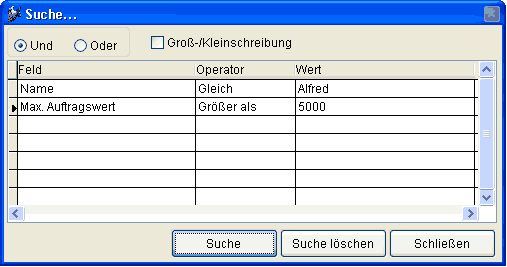 Suche...
Und Oder Groß-/Kleinschreibung
Feld Operator Wert
Name Gleich Alfred
Max. Auftragswert Größer als 5000
Suche Suche löschen Schließen